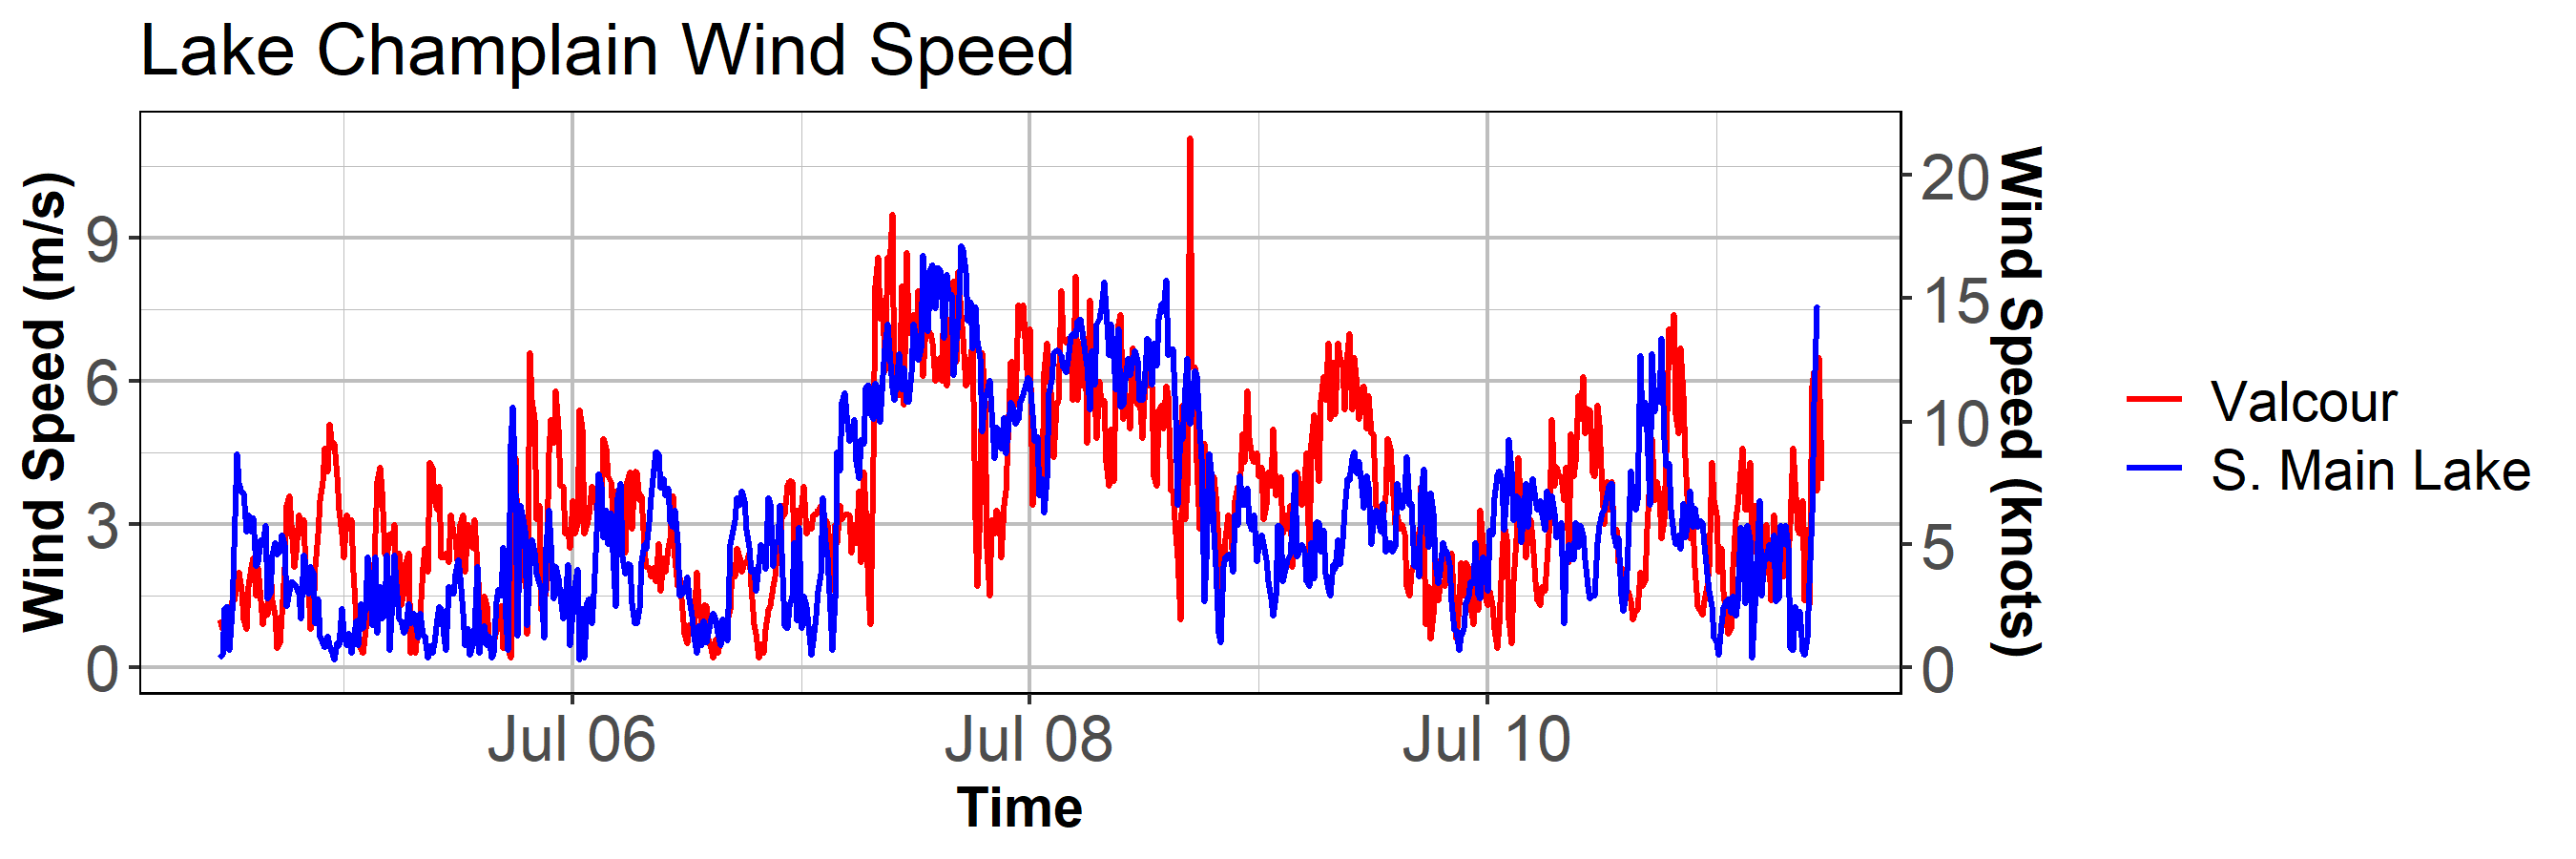 Lake Champlain Wind Speed
Wind Speed (m/s)
9
6
3
0
20
15
10
5
0
Wind Speed (knots)
Jul 06
Jul 08
Jul 10
Time
Valcour
S. Main Lake